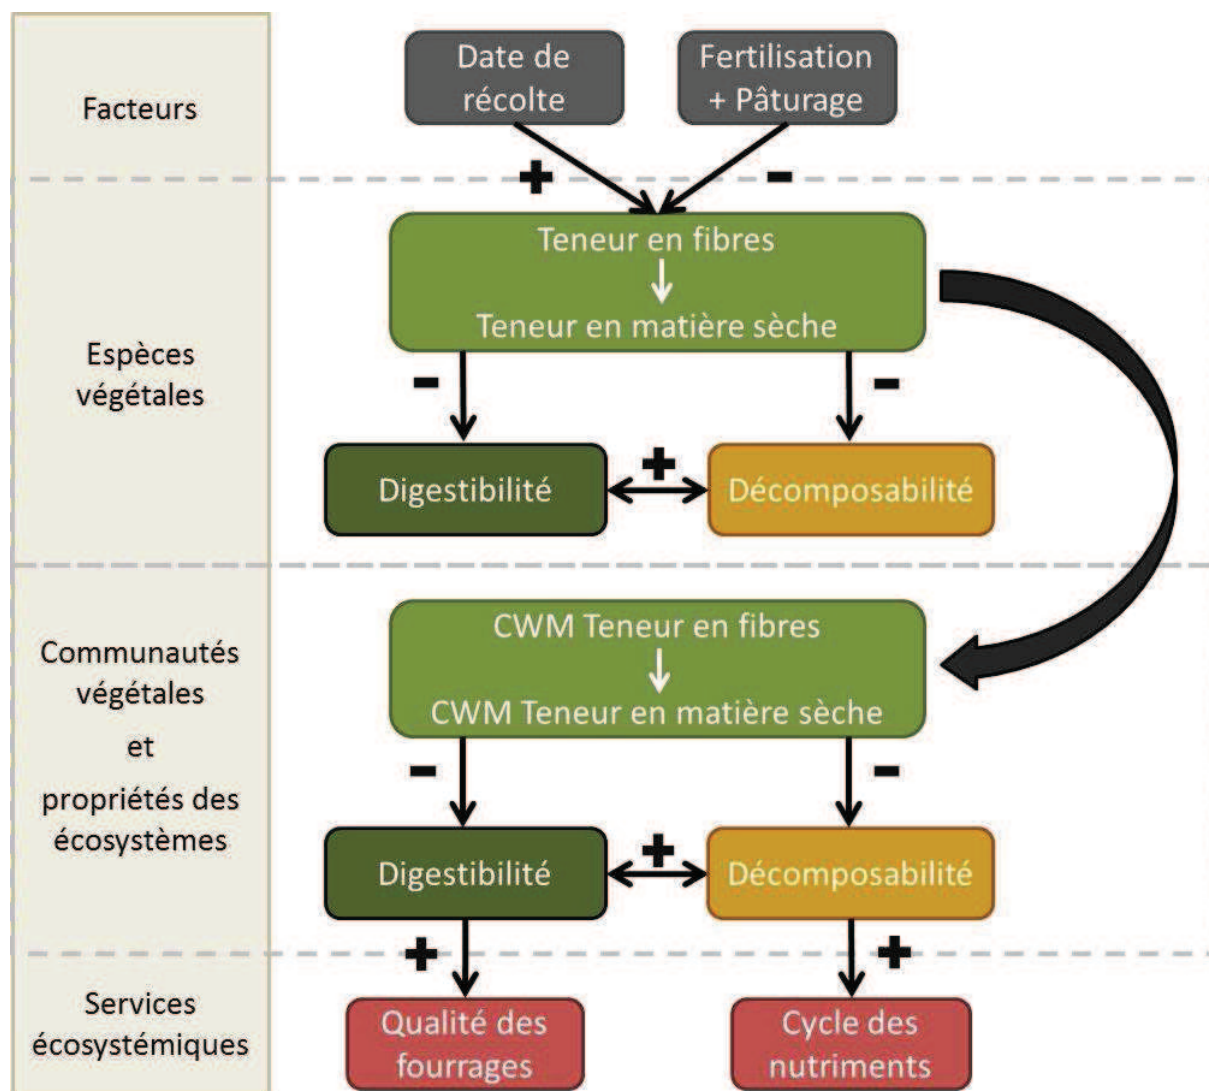 Facteurs
Date de
récolte
Fertilisation
+ Pâturage
+
-
Espèces
végétales
Teneur en fibres
Teneur en matière sèche
-
-
Digestibilité
+
Décomposabilité
Communautés
végétales
et
propriétés des
écosystèmes
CWM Teneur en fibres
CWM Teneur en matière sèche
-
-
Digestibilité
+
Décomposabilité
+
+
Services
écosystémiques
Qualité des
fourrages
Cycle des
nutriments